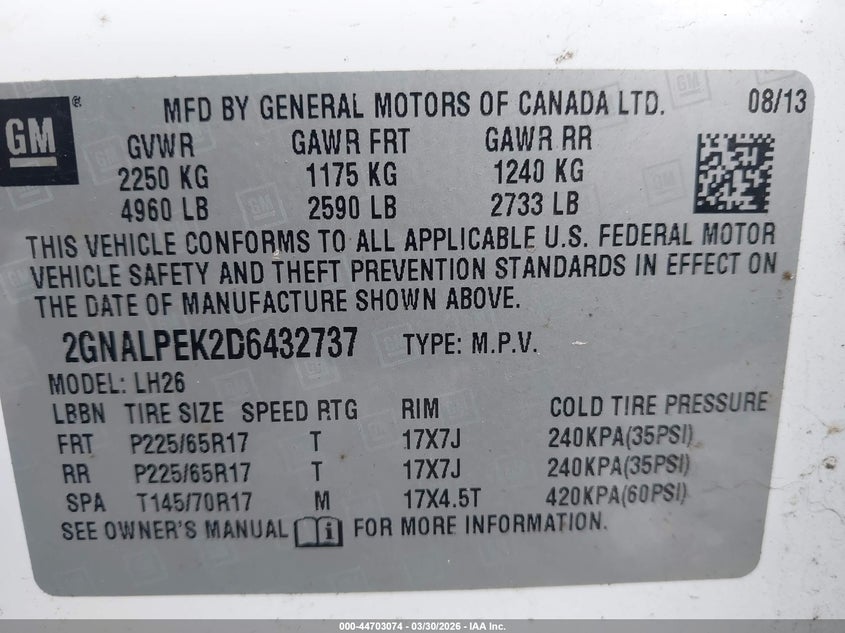 GM ® MFD BY GENERAL MOTORS OF CANADA LTD. 08/13
GVWR GAWR FRT GAWR RR
2250 KG 1175 KG 1240 KG
4960 LB 2590 LB 2733 LB
THIS VEHICLE CONFORMS TO ALL APPLICABLE U.S. FEDERAL MOTOR
VEHICLE SAFETY AND THEFT PREVENTION STANDARDS IN EFFECT ON
THE DATE OF MANUFACTURE SHOWN ABOVE.
2GNALPEK2D6432737 TYPE: M.P.V.
MODEL: LH26
LBBN TIRE SIZE SPEED RTG RIM COLD TIRE PRESSURE
FRT P225/65R17 T 17X7J 240KPA(35PSI)
RR P225/65R17 T 17X7J 240KPA(35PSI)
SPA T145/70R17 M 17X4.5T 420KPA(60PSI)
SEE OWNER'S MANUAL i FOR MORE INFORMATION.
000-44703074 - 03/30/2026 - IAA Inc.